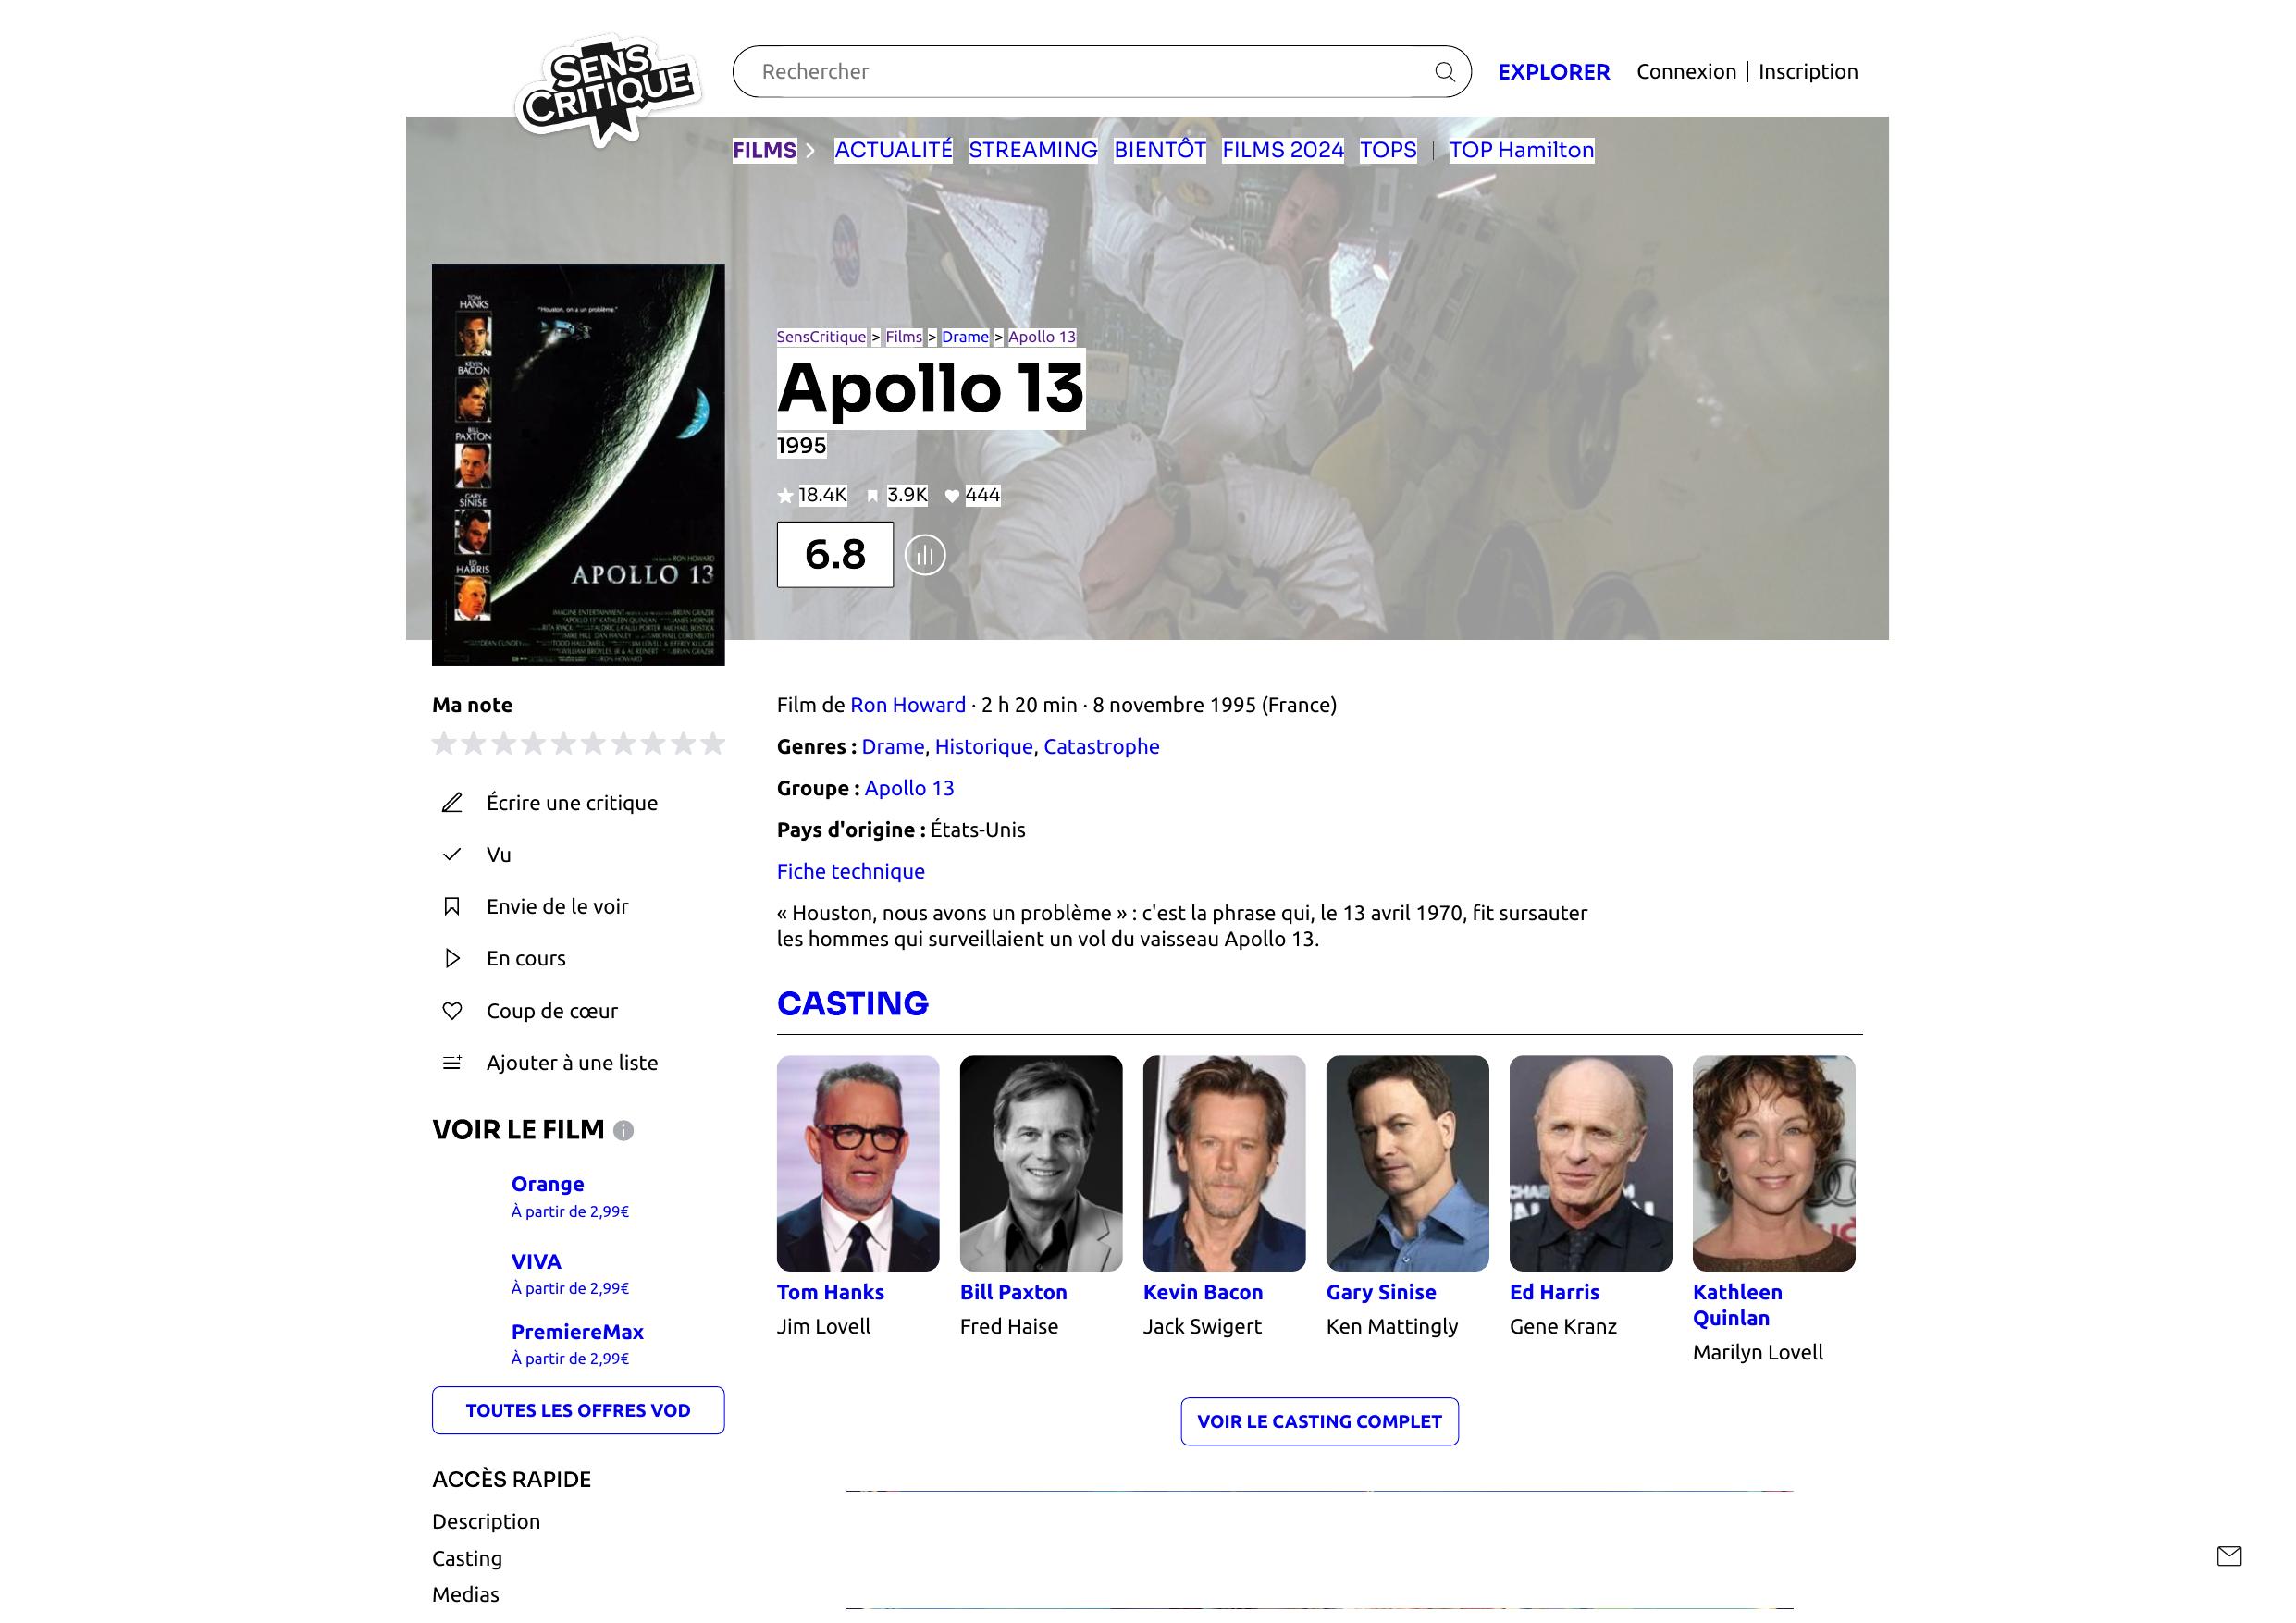 SENS
CRITIQUE
Rechercher
EXPLORER
Connexion | Inscription
FILMS
ACTUALITÉ
STREAMING
BIENTÔT
FILMS 2024
TOPS
TOP Hamilton
TOM
HANKS
KEVIN
BACON
BILL
PAXTON
GARY
SINISE
ED
HARRIS
"Houston, on a un problème."
RON HOWARD
APOLLO 13
SensCritique > Films > Drame > Apollo 13
Apollo 13
1995
18.4K 3.9K 444
6.8
Ma note
Écrire une critique
Vu
Envie de le voir
En cours
Coup de cœur
Ajouter à une liste
VOIR LE FILM
Orange
À partir de 2,99€
VIVA
À partir de 2,99€
PremiereMax
À partir de 2,99€
TOUTES LES OFFRES VOD
ACCÈS RAPIDE
Description
Casting
Medias
Film de Ron Howard · 2 h 20 min · 8 novembre 1995 (France)
Genres : Drame, Historique, Catastrophe
Groupe : Apollo 13
Pays d'origine : États-Unis
Fiche technique
« Houston, nous avons un problème » : c'est la phrase qui, le 13 avril 1970, fit sursauter
les hommes qui surveillaient un vol du vaisseau Apollo 13.
CASTING
Tom Hanks
Jim Lovell
Bill Paxton
Fred Haise
Kevin Bacon
Jack Swigert
Gary Sinise
Ken Mattingly
Ed Harris
Gene Kranz
Kathleen
Quinlan
Marilyn Lovell
VOIR LE CASTING COMPLET